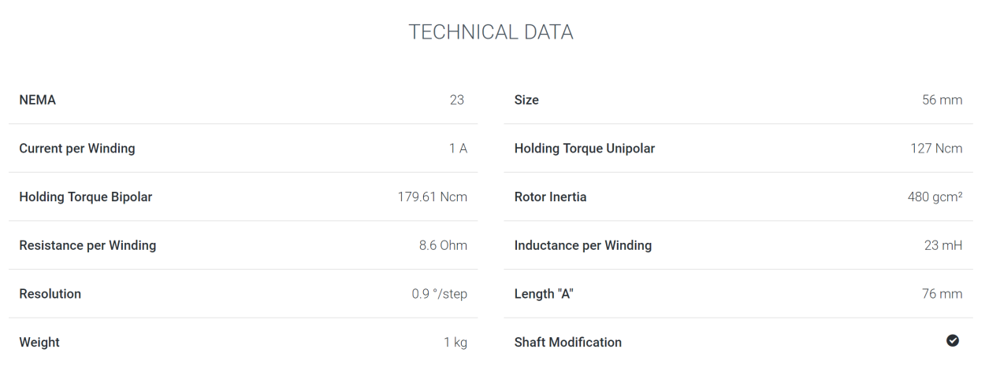 TECHNICAL DATA
NEMA 23 Size 56 mm
Current per Winding 1 A Holding Torque Unipolar 127 Ncm
Holding Torque Bipolar 179.61 Ncm Rotor Inertia 480 gcm²
Resistance per Winding 8.6 Ohm Inductance per Winding 23 mH
Resolution 0.9 °/step Length "A" 76 mm
Weight 1 kg Shaft Modification